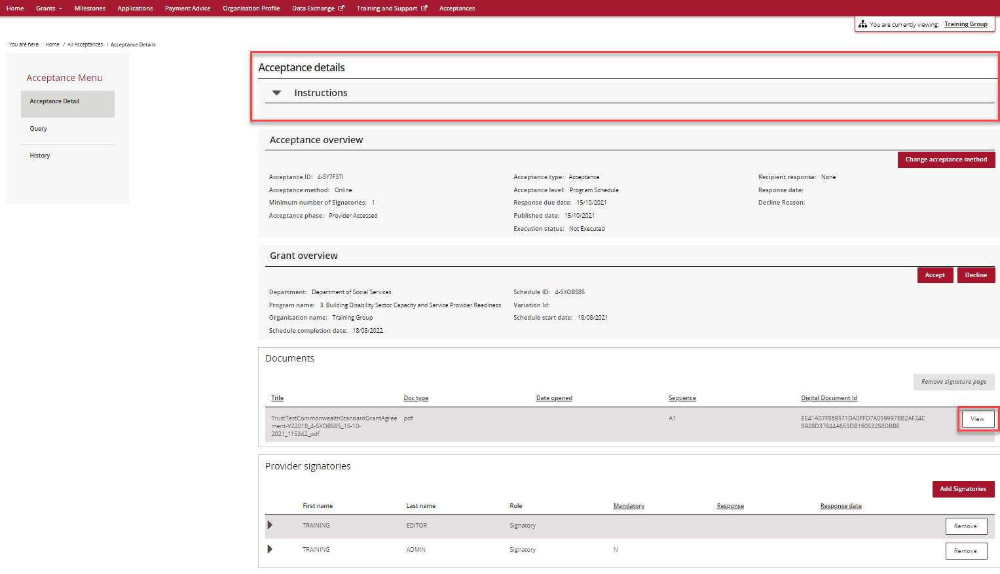 Home Grants Milestones Applications Payment Advice Organisation Profile Data Exchange Training and Support Acceptances
You are currently viewing: Training Group
You are here: Home / All Acceptances / Acceptance Details
Acceptance Menu
Acceptance Detail
Query
History
Acceptance details
Instructions
Acceptance overview
Change acceptance method
Acceptance ID: 4-5Y7F3TI Acceptance type: Acceptance Recipient response: None
Acceptance method: Online Acceptance level: Program Schedule Response date:
Minimum number of Signatories: 1 Response due date: 15/10/2021 Decline Reason:
Acceptance phase: Provider Accessed Published date: 15/10/2021
Execution status: Not Executed
Grant overview
Accept Decline
Department: Department of Social Services Schedule ID: 4-5XOB585
Program name: 3. Building Disability Sector Capacity and Service Provider Readiness Variation Id:
Organisation name: Training Group Schedule start date: 18/08/2021
Schedule completion date: 18/08/2022
Documents
Remove signature page
Title Doc type Date opened Sequence Digital Document Id
TrustTestCommonwealthStandardGrantAgree pdf A1 EE41A07F869571DA0FFD7A059997BB2AF24C View
ment-V22018_4-5XOB585_15-10- 8928D37844A653DB16053258DBBE
2021_115342_pdf
Provider signatories
Add Signatories
First name Last name Role Mandatory Response Response date
TRAINING EDITOR Signatory Remove
TRAINING ADMIN Signatory N Remove